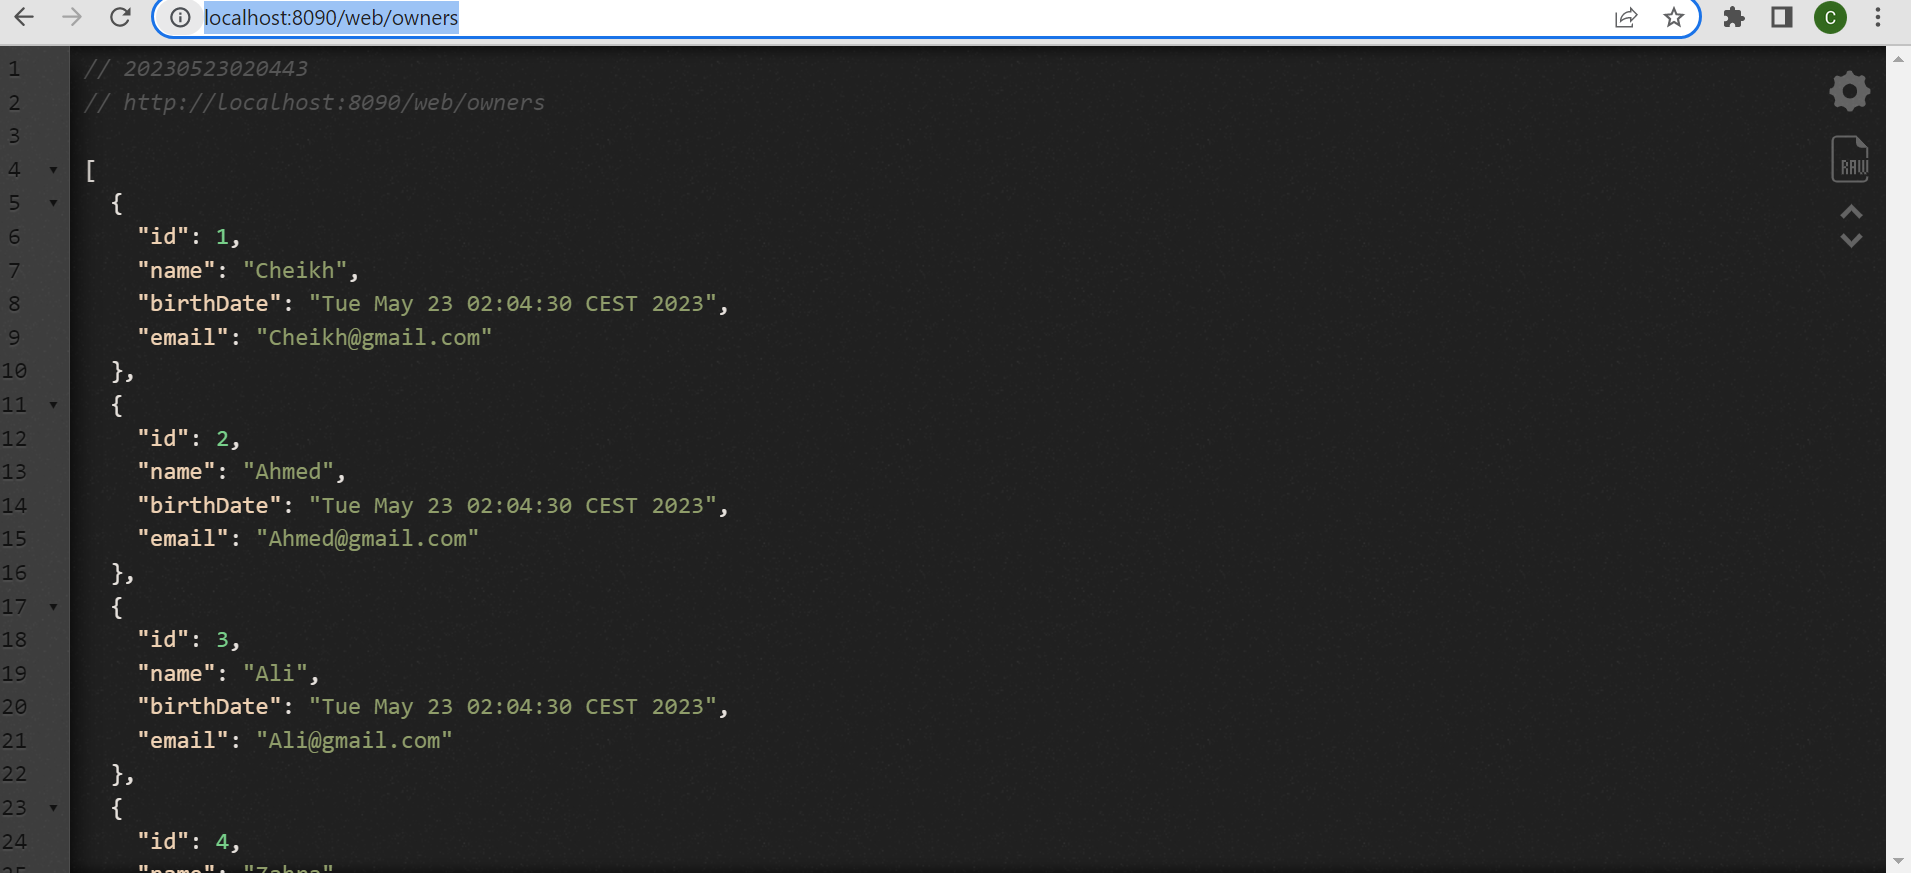 localhost:8090/web/owners
C
1 // 20230523020443
2 // http://localhost:8090/web/owners
3
4 [
5 {
6 "id": 1,
7 "name": "Cheikh",
8 "birthDate": "Tue May 23 02:04:30 CEST 2023",
9 "email": "Cheikh@gmail.com"
10 },
11 {
12 "id": 2,
13 "name": "Ahmed",
14 "birthDate": "Tue May 23 02:04:30 CEST 2023",
15 "email": "Ahmed@gmail.com"
16 },
17 {
18 "id": 3,
19 "name": "Ali",
20 "birthDate": "Tue May 23 02:04:30 CEST 2023",
21 "email": "Ali@gmail.com"
22 },
23 {
24 "id": 4,
25 "name": "Zahra"
RAW